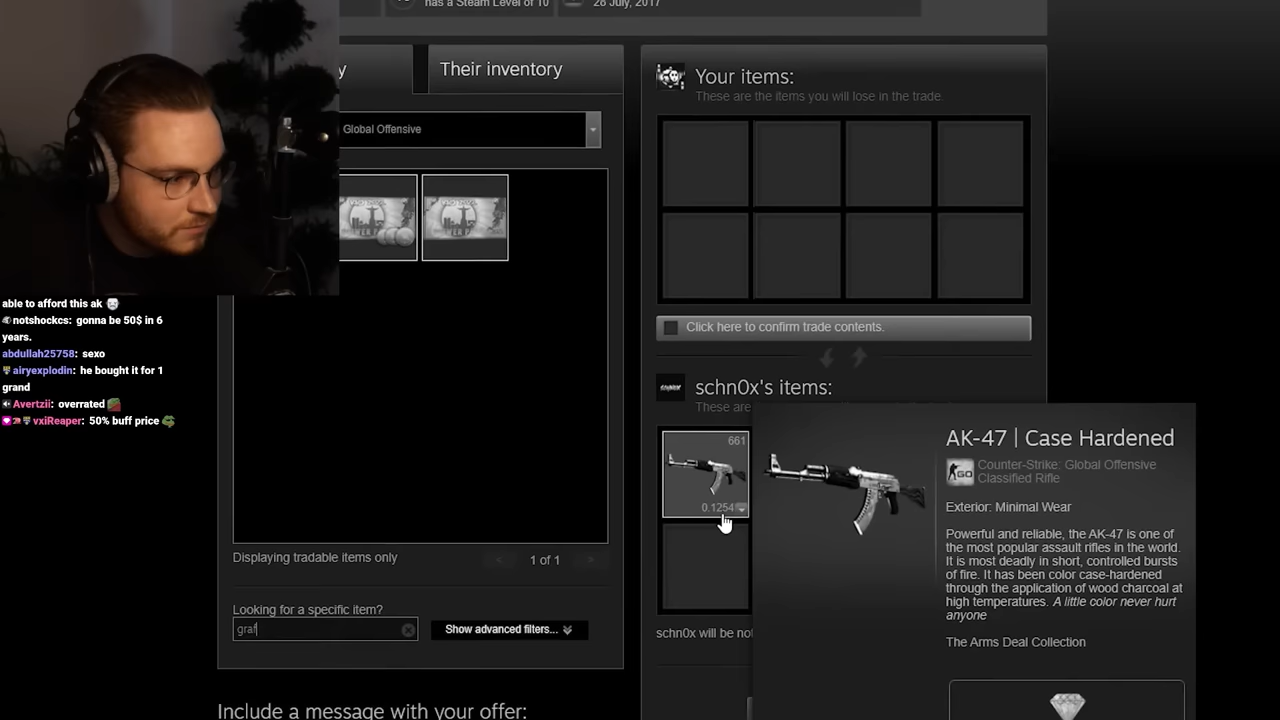 has a Steam Level of 10
28 July, 2017
y
Their inventory
Global Offensive
Your items:
These are the items you will lose in the trade.
Click here to confirm trade contents.
able to afford this ak
notshockcs: gonna be 50$ in 6
years.
abdullah25758: sexo
airyexplodin: he bought it for 1
grand
Avertzii: overrated
vxiReaper: 50% buff price
schn0x's items:
These are
661
0.1254
AK-47 | Case Hardened
GO
Counter-Strike: Global Offensive
Classified Rifle
Exterior: Minimal Wear
Powerful and reliable, the AK-47 is one of
the most popular assault rifles in the world.
It is most deadly in short, controlled bursts
of fire. It has been color case-hardened
through the application of wood charcoal at
high temperatures. A little color never hurt
anyone
The Arms Deal Collection
Displaying tradable items only
< 1 of 1 >
Looking for a specific item?
graf
Show advanced filters...
schn0x will be not
Include a message with your offer: